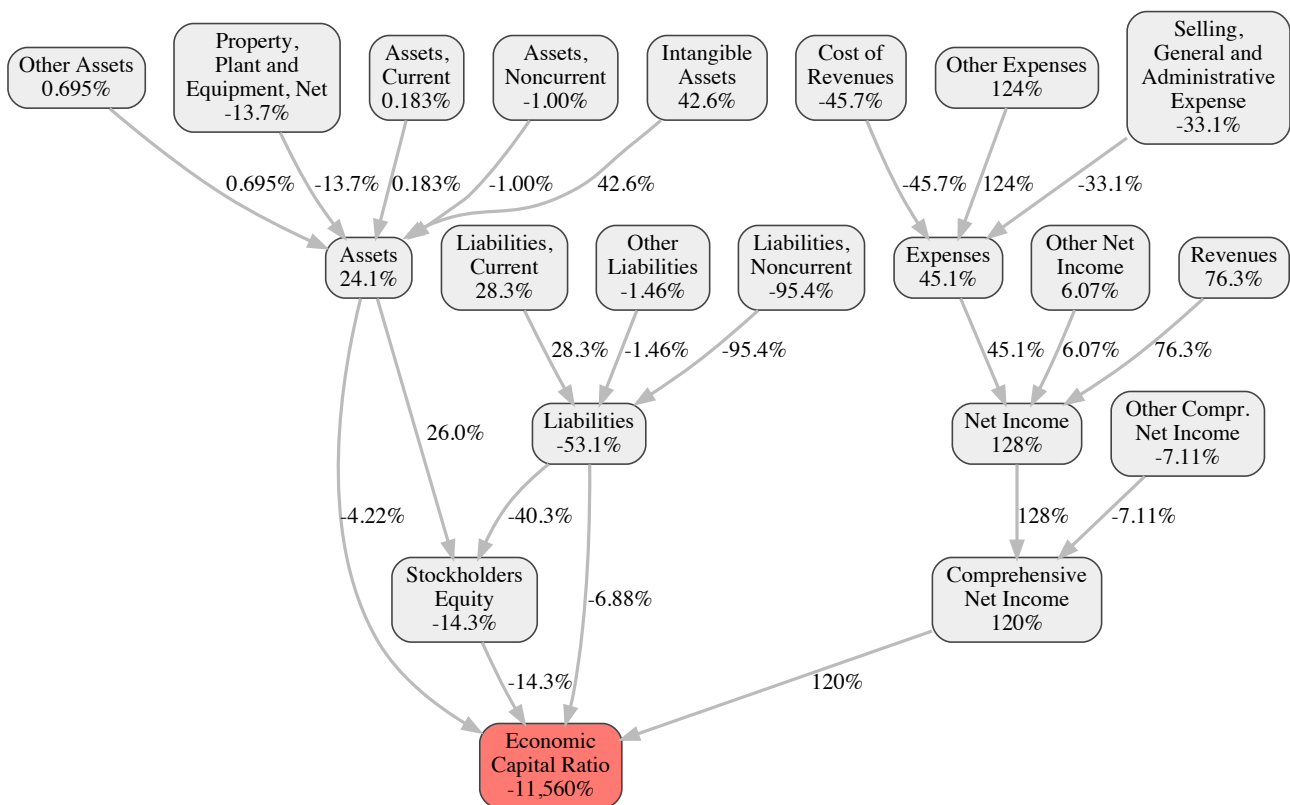 Other Assets
0.695%
Property,
Plant and
Equipment, Net
-13.7%
Assets,
Current
0.183%
Assets,
Noncurrent
-1.00%
Intangible
Assets
42.6%
Cost of
Revenues
-45.7%
Other Expenses
124%
Selling,
General and
Administrative
Expense
-33.1%
0.695%
-13.7%
0.183%
-1.00%
42.6%
-45.7%
124%
-33.1%
Assets
24.1%
Liabilities,
Current
28.3%
Other
Liabilities
-1.46%
Liabilities,
Noncurrent
-95.4%
Expenses
45.1%
Other Net
Income
6.07%
Revenues
76.3%
28.3%
-1.46%
-95.4%
45.1%
6.07%
76.3%
26.0%
Liabilities
-53.1%
Net Income
128%
Other Compr.
Net Income
-7.11%
-4.22%
-40.3%
128%
-7.11%
Stockholders
Equity
-14.3%
-6.88%
Comprehensive
Net Income
120%
-14.3%
120%
Economic
Capital Ratio
-11,560%